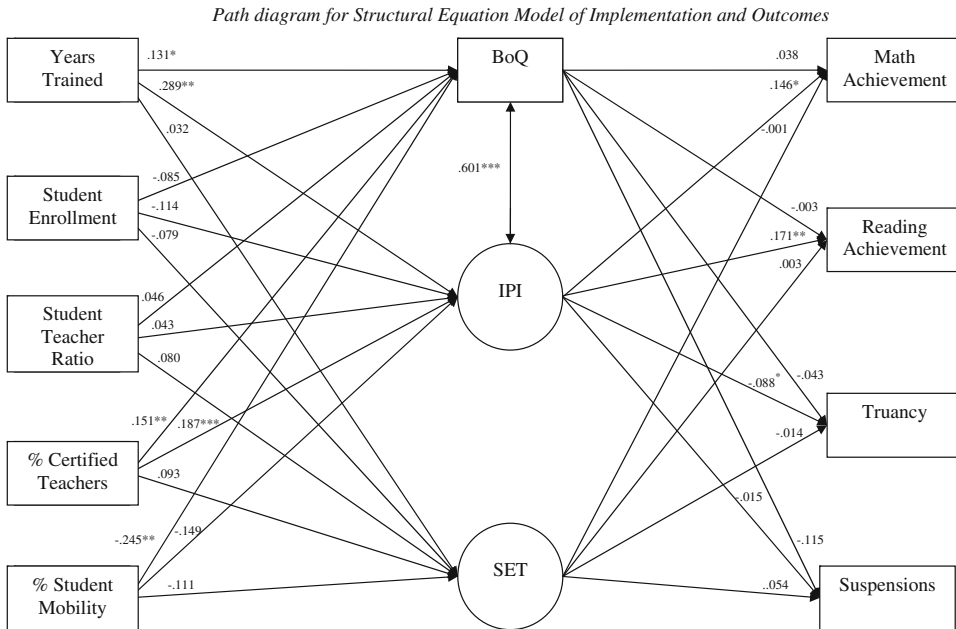 Path diagram for Structural Equation Model of Implementation and Outcomes
Years
Trained
.131*
.289**
.032
BoQ
.038
.146*
-.001
Math
Achievement
.601***
Student
Enrollment
-.085
-.114
-.079
-.003
.171**
.003
Reading
Achievement
IPI
Student
Teacher
Ratio
.046
.043
.080
-.088*
-.043
-.014
Truancy
% Certified
Teachers
.151**
.187***
.093
-.015
-.115
..054
Suspensions
% Student
Mobility
-.245**
-.149
-.111
SET